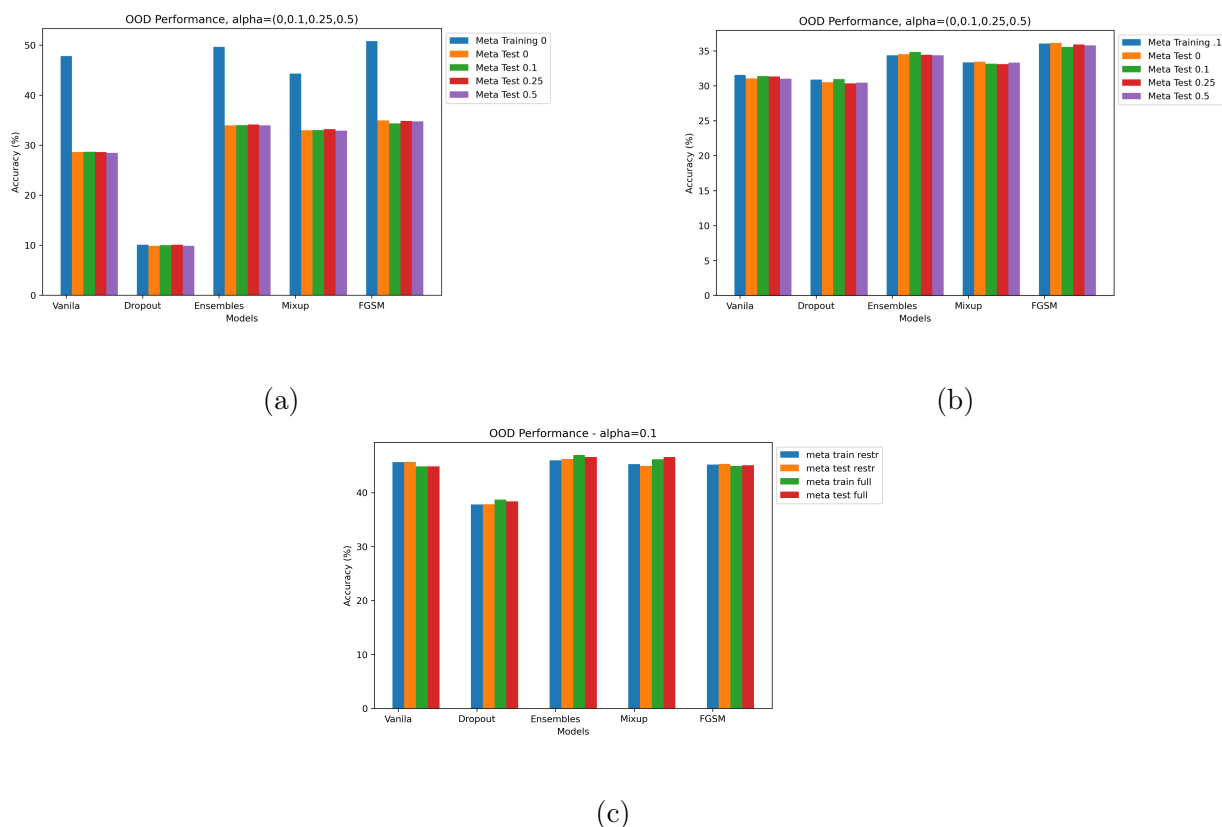 OOD Performance, alpha=(0,0.1,0.25,0.5)
50
40
30
20
10
0
Accuracy (%)
Vanila Dropout Ensembles Mixup FGSM
Models
Meta Training 0
Meta Test 0
Meta Test 0.1
Meta Test 0.25
Meta Test 0.5
(a)
OOD Performance, alpha=(0,0.1,0.25,0.5)
35
30
25
20
15
10
5
0
Accuracy (%)
Vanila Dropout Ensembles Mixup FGSM
Models
Meta Training .1
Meta Test 0
Meta Test 0.1
Meta Test 0.25
Meta Test 0.5
(b)
OOD Performance - alpha=0.1
40
30
20
10
0
Accuracy (%)
Vanila Dropout Ensembles Mixup FGSM
Models
meta train restr
meta test restr
meta train full
meta test full
(c)